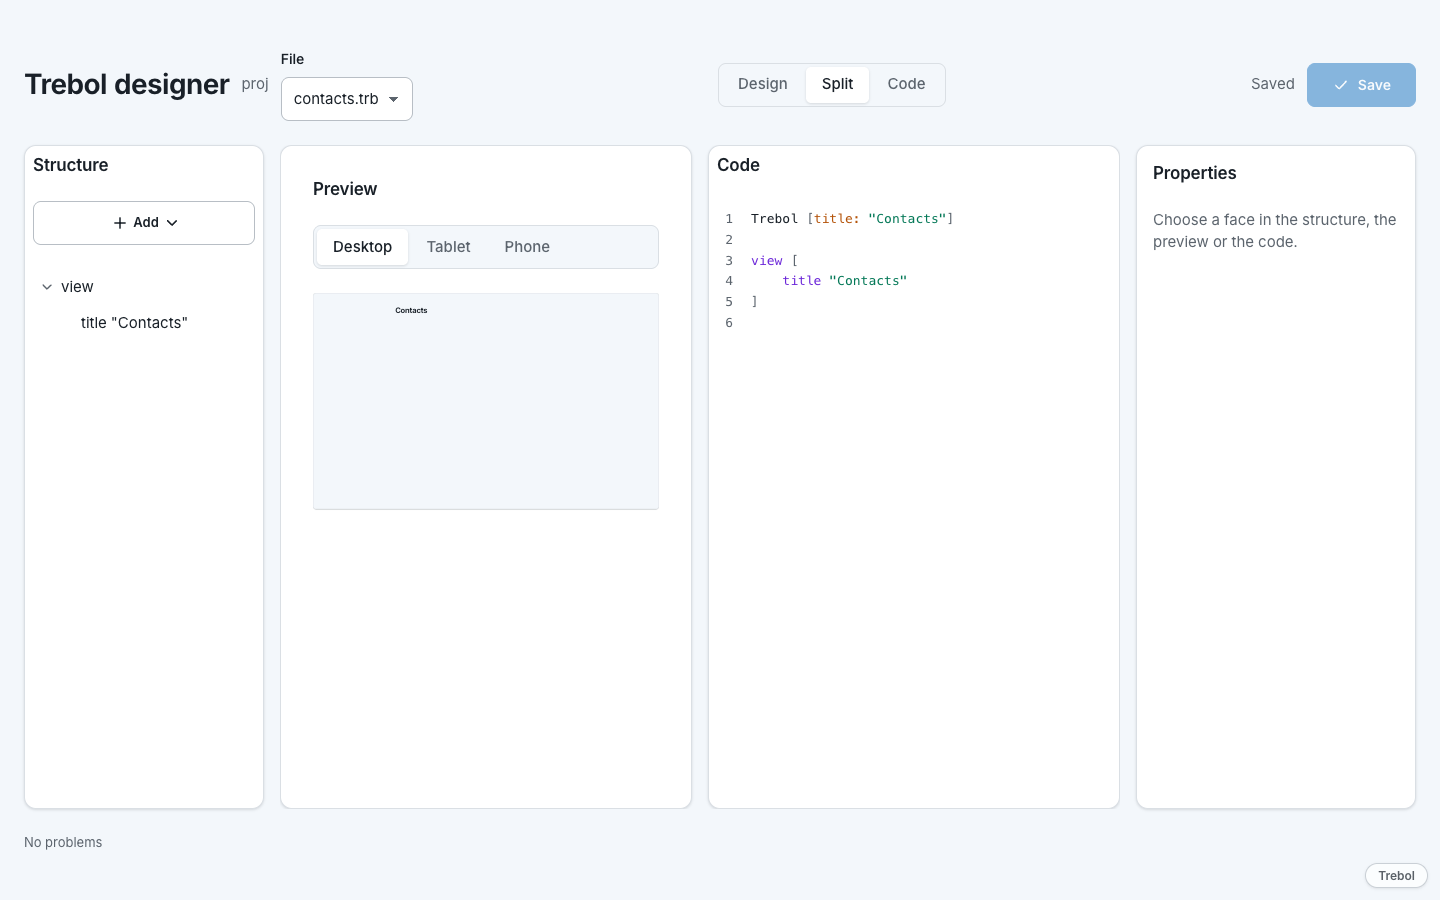 Trebol designer proj
File
contacts.trb
Design Split Code
Saved
Save
Structure
Add
view
title "Contacts"
Preview
Desktop Tablet Phone
Contacts
Code
1 Trebol [title: "Contacts"]
2
3 view [
4     title "Contacts"
5 ]
6
Properties
Choose a face in the structure, the
preview or the code.
No problems
Trebol